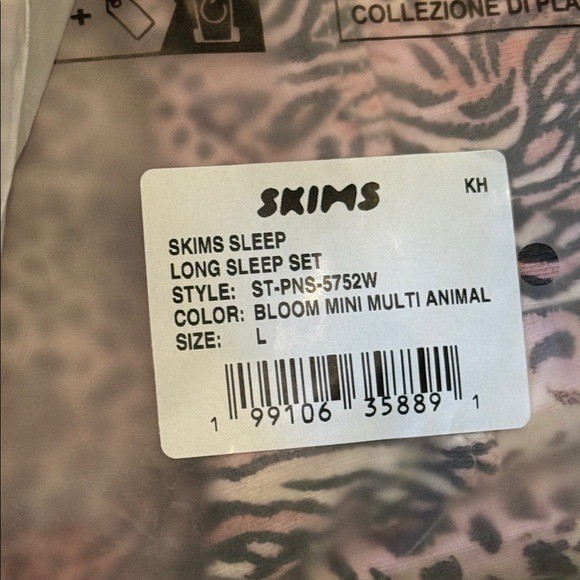 COLLEZIONE DI PLA
SKIMS
KH
SKIMS SLEEP
LONG SLEEP SET
STYLE: ST-PNS-5752W
COLOR: BLOOM MINI MULTI ANIMAL
SIZE: L
1 99106 35889 1